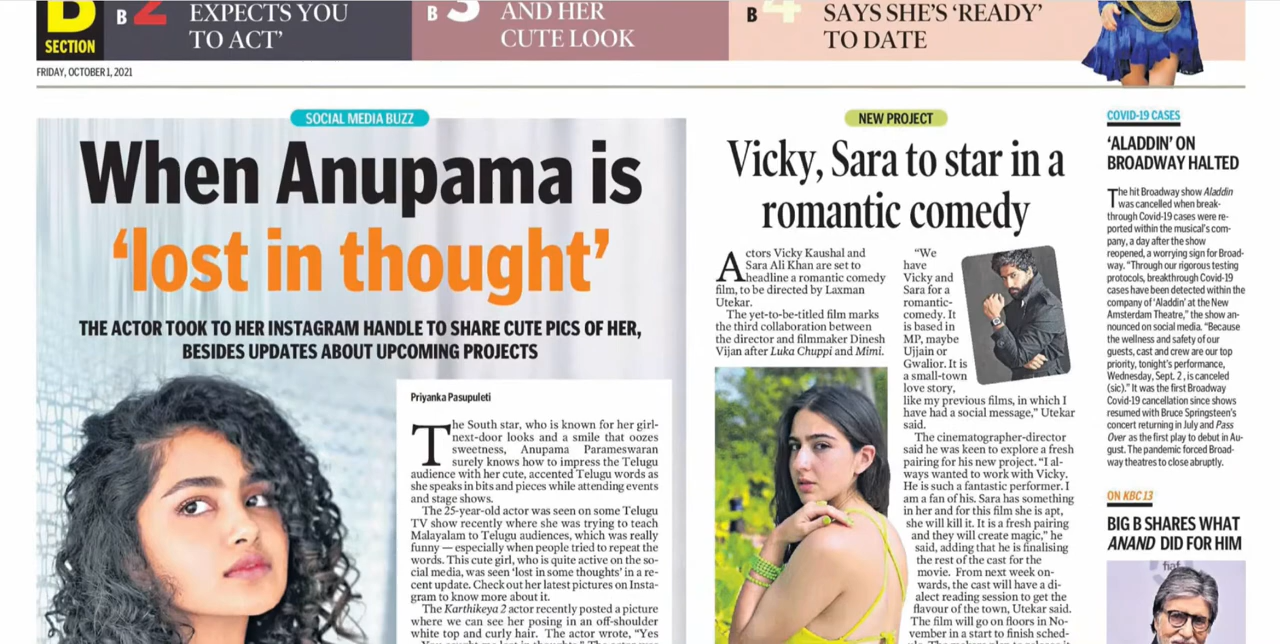 B
SECTION
B 2
EXPECTS YOU
TO ACT’
B 3
AND HER
CUTE LOOK
B 4
SAYS SHE’S ‘READY’
TO DATE
FRIDAY, OCTOBER 1, 2021
SOCIAL MEDIA BUZZ
When Anupama is
‘lost in thought’
THE ACTOR TOOK TO HER INSTAGRAM HANDLE TO SHARE CUTE PICS OF HER,
BESIDES UPDATES ABOUT UPCOMING PROJECTS
Priyanka Pasupuleti
The South star, who is known for her girl-
next-door looks and a smile that oozes
sweetness, Anupama Parameswaran
surely knows how to impress the Telugu
audience with her cute, accented Telugu words as
she speaks in bits and pieces while attending events
and stage shows.
The 25-year-old actor was seen on some Telugu
TV show recently where she was trying to teach
Malayalam to Telugu audiences, which was really
funny — especially when people tried to repeat the
words. This cute girl, who is quite active on the so-
cial media, was seen ‘lost in some thoughts’ in a re-
cent update. Check out her latest pictures on Insta-
gram to know more about it.
The Karthikeya 2 actor recently posted a picture
where we can see her posing in an off-shoulder
white top and curly hair. The actor wrote, “Yes
NEW PROJECT
Vicky, Sara to star in a
romantic comedy
Actors Vicky Kaushal and
Sara Ali Khan are set to
headline a romantic comedy
film, to be directed by Laxman
Utekar.
The yet-to-be-titled film marks
the third collaboration between
the director and filmmaker Dinesh
Vijan after Luka Chuppi and Mimi.
“We
have
Vicky and
Sara for a
romantic-
comedy. It
is based in
MP, maybe
Ujjain or
Gwalior. It is
a small-town
love story,
like my previous films, in which I
have had a social message,” Utekar
said.
The cinematographer-director
said he was keen to explore a fresh
pairing for his new project. “I al-
ways wanted to work with Vicky.
He is such a fantastic performer. I
am a fan of his. Sara has something
in her and for this film she is apt,
she will kill it. It is a fresh pairing
and they will create magic,” he
said, adding that he is finalising
the rest of the cast for the
movie. From next week on-
wards, the cast will have a di-
alect reading session to get the
flavour of the town, Utekar said.
The film will go on floors in No-
vember in a start to finish sched-
COVID-19 CASES
‘ALADDIN’ ON
BROADWAY HALTED
The hit Broadway show Aladdin
was cancelled when break-
through Covid-19 cases were re-
ported within the musical’s com-
pany, a day after the show
reopened, a worrying sign for Broad-
way. “Through our rigorous testing
protocols, breakthrough Covid-19
cases have been detected within the
company of ‘Aladdin’ at the New
Amsterdam Theatre,” the show an-
nounced on social media. “Because
the wellness and safety of our
guests, cast and crew are our top
priority, tonight’s performance,
Wednesday, Sept. 2 , is canceled
(sic).” It was the first Broadway
Covid-19 cancellation since shows
resumed with Bruce Springsteen’s
concert returning in July and Pass
Over as the first play to debut in Au-
gust. The pandemic forced Broad-
way theatres to close abruptly.
ON KBC 13
BIG B SHARES WHAT
ANAND DID FOR HIM
fiaf